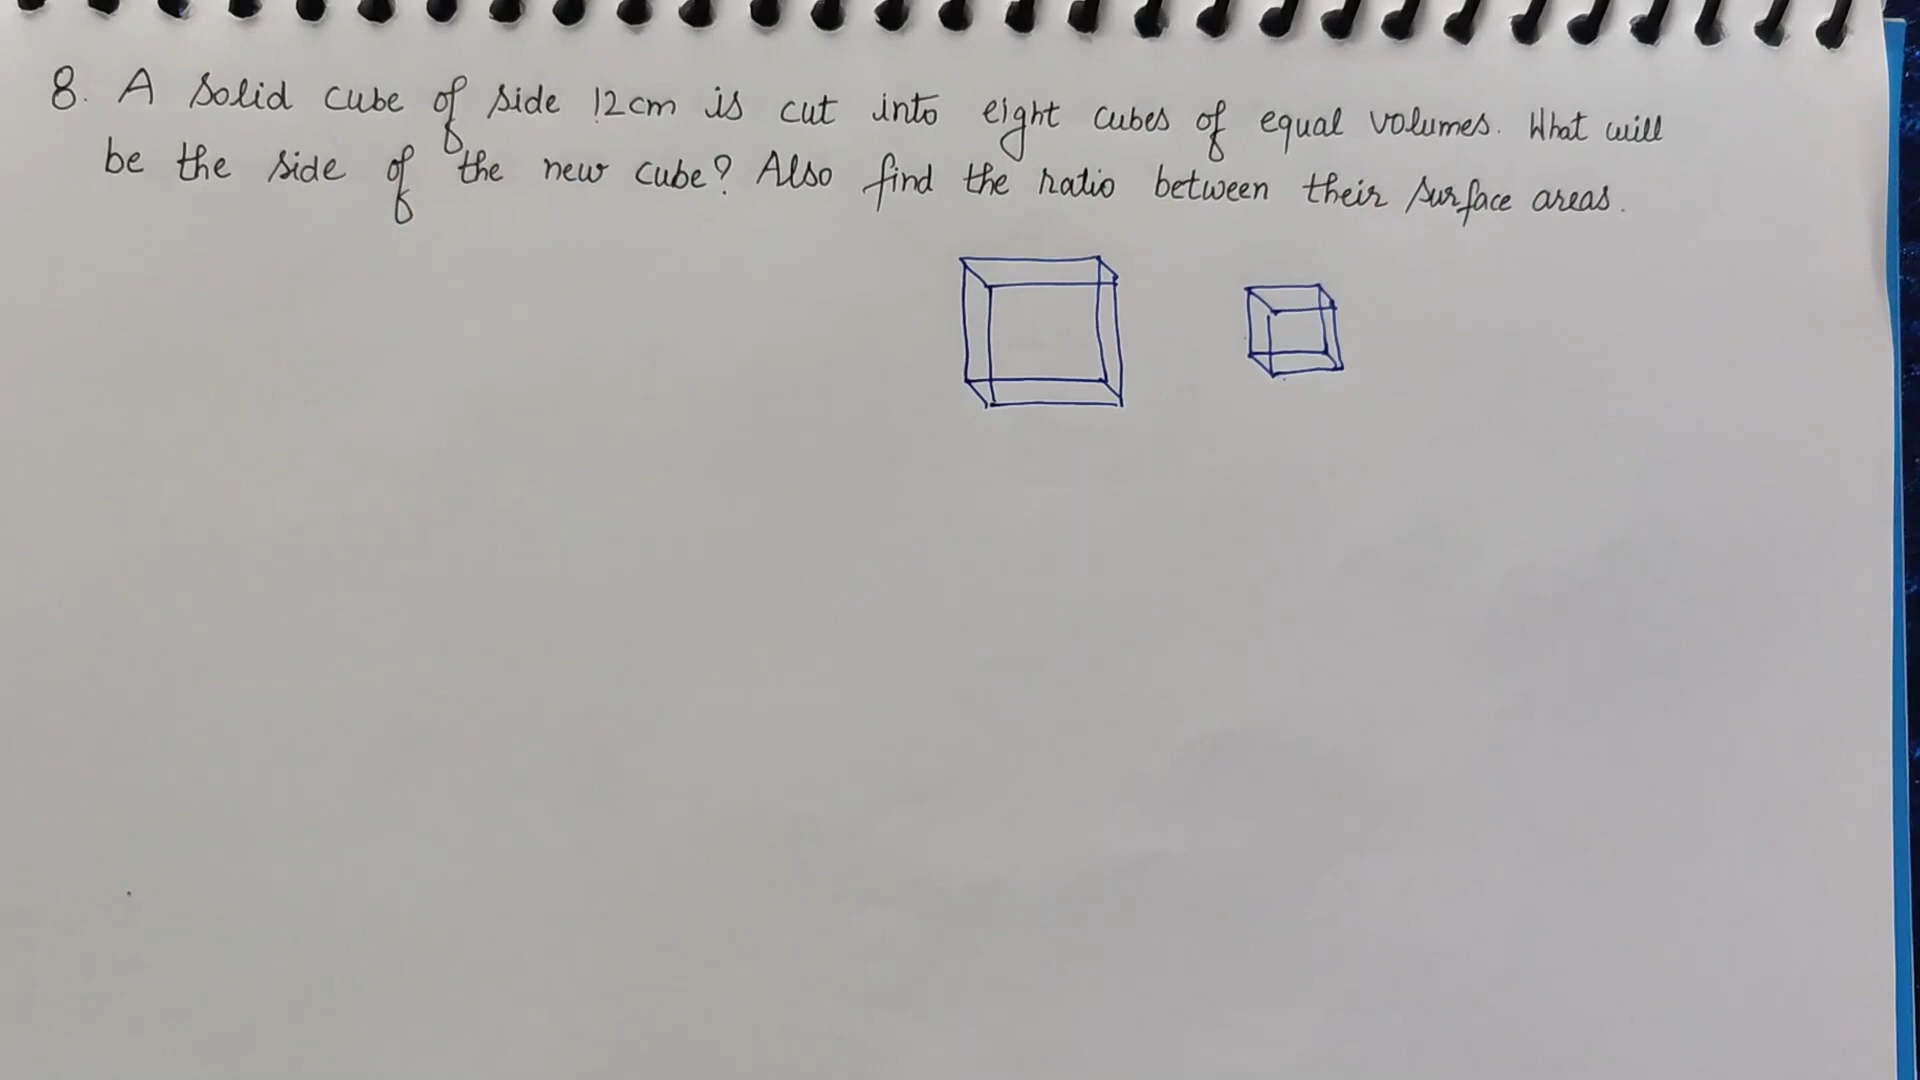 8. A solid cube of side 12cm is cut into eight cubes of equal volumes. What will
be the side of the new cube? Also find the ratio between their surface areas.